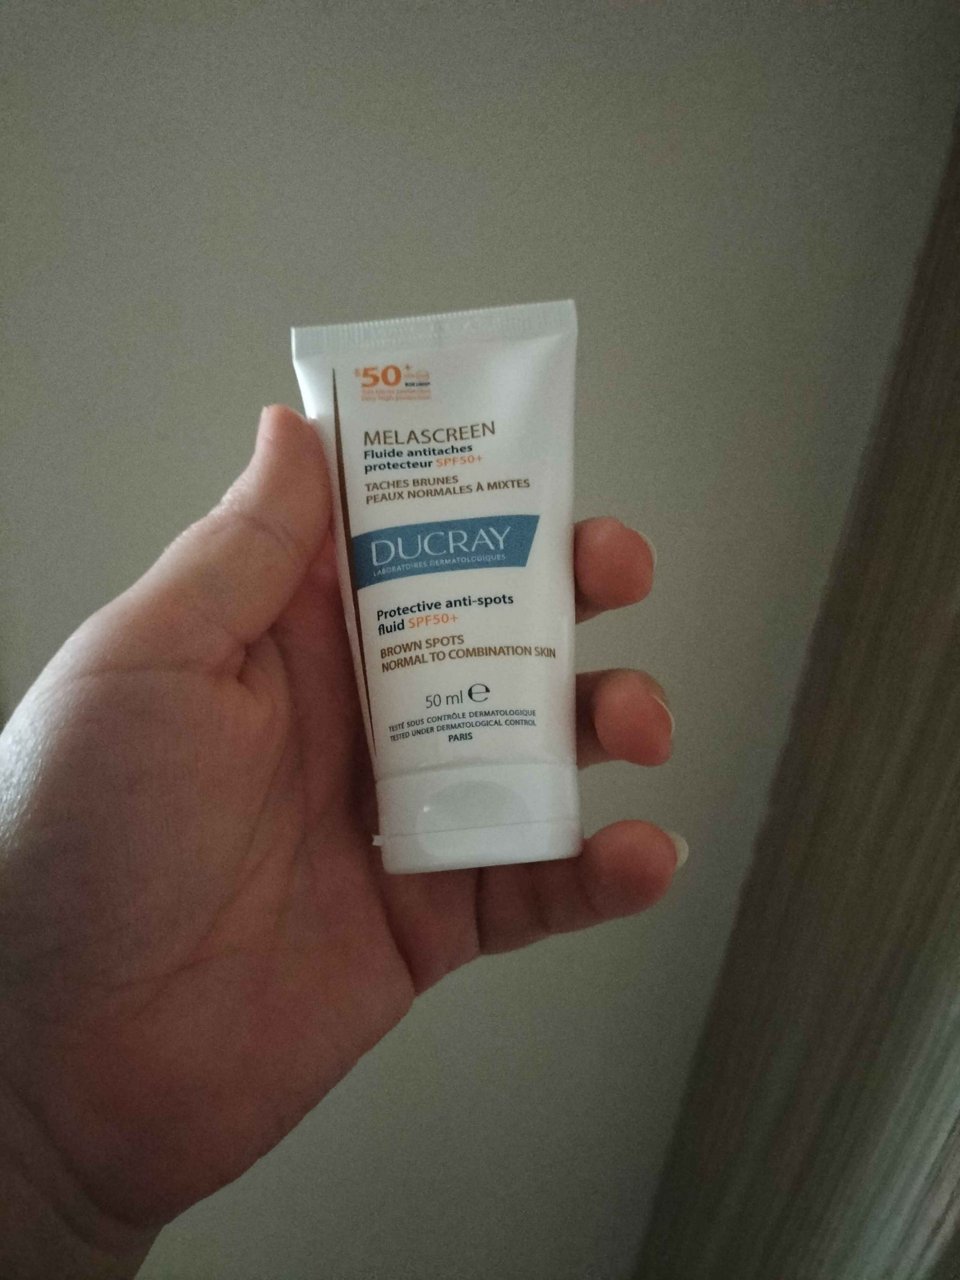 50+
MELASCREEN
Fluide antitaches
protecteur SPF50+
TACHES BRUNES
PEAUX NORMALES À MIXTES
DUCRAY
LABORATOIRES DERMATOLOGIQUES
Protective anti-spots
fluid SPF50+
BROWN SPOTS
NORMAL TO COMBINATION SKIN
50 ml ℮
TESTÉ SOUS CONTRÔLE DERMATOLOGIQUE
TESTED UNDER DERMATOLOGICAL CONTROL
PARIS